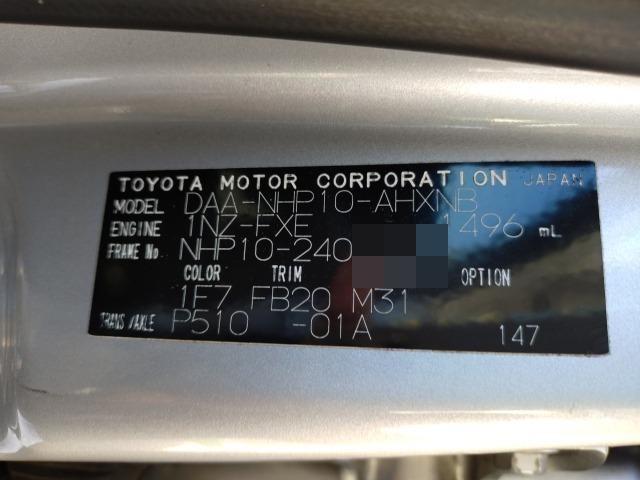 TOYOTA MOTOR CORPORATION JAPAN
MODEL DAA-NHP10-AHXNB
ENGINE 1NZ-FXE 1496 mL
FRAME No NHP10-240
COLOR TRIM OPTION
1F7 FB20 M31
TRANS/AXLE P510 -01A 147